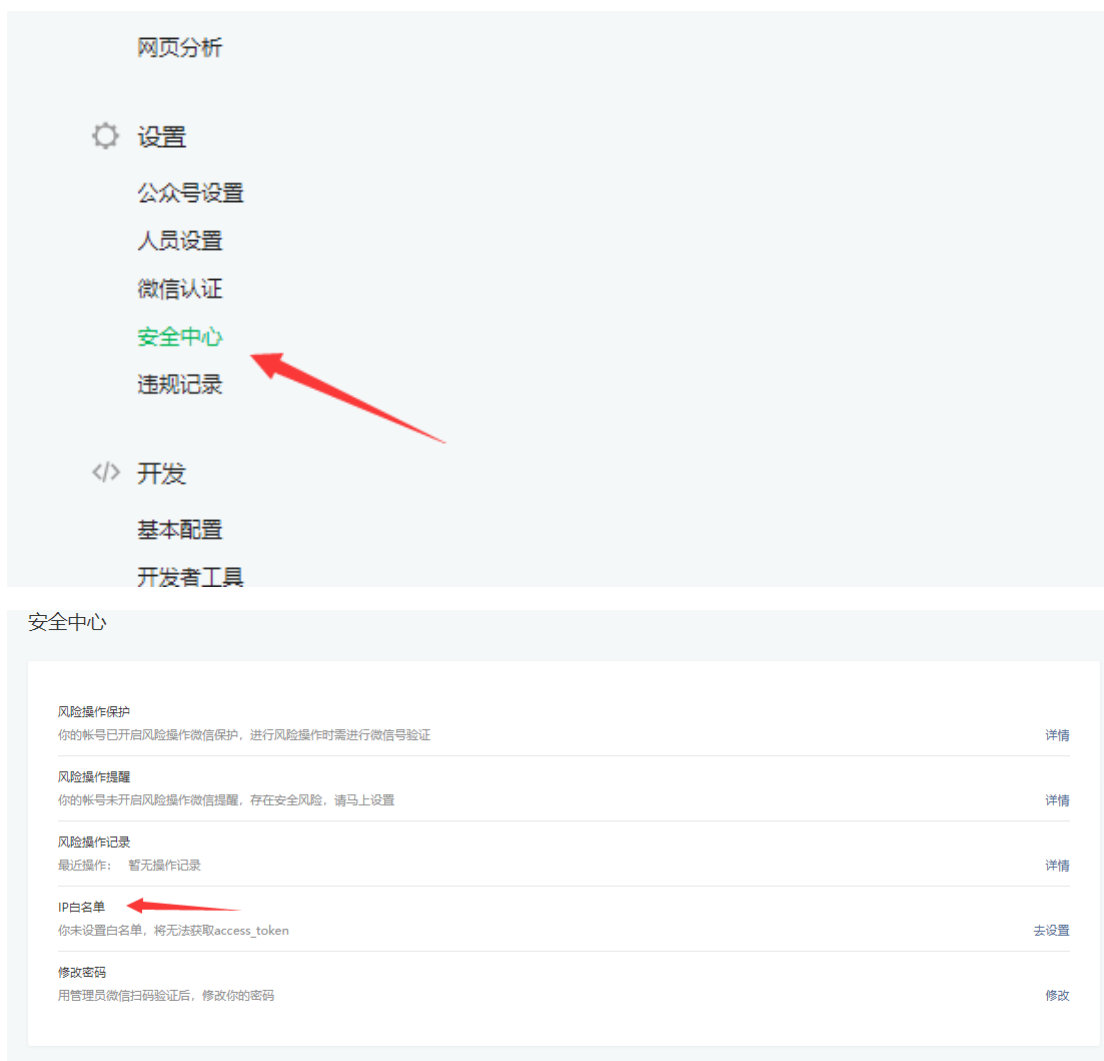 网页分析
设置
公众号设置
人员设置
微信认证
安全中心
违规记录
</> 开发
基本配置
开发者工具
安全中心
风险操作保护
你的帐号已开启风险操作微信保护，进行风险操作时需进行微信号验证 详情
风险操作提醒
你的帐号未开启风险操作微信提醒，存在安全风险，请马上设置 详情
风险操作记录
最近操作： 暂无操作记录 详情
IP白名单
你未设置白名单，将无法获取access_token 去设置
修改密码
用管理员微信扫码验证后，修改你的密码 修改